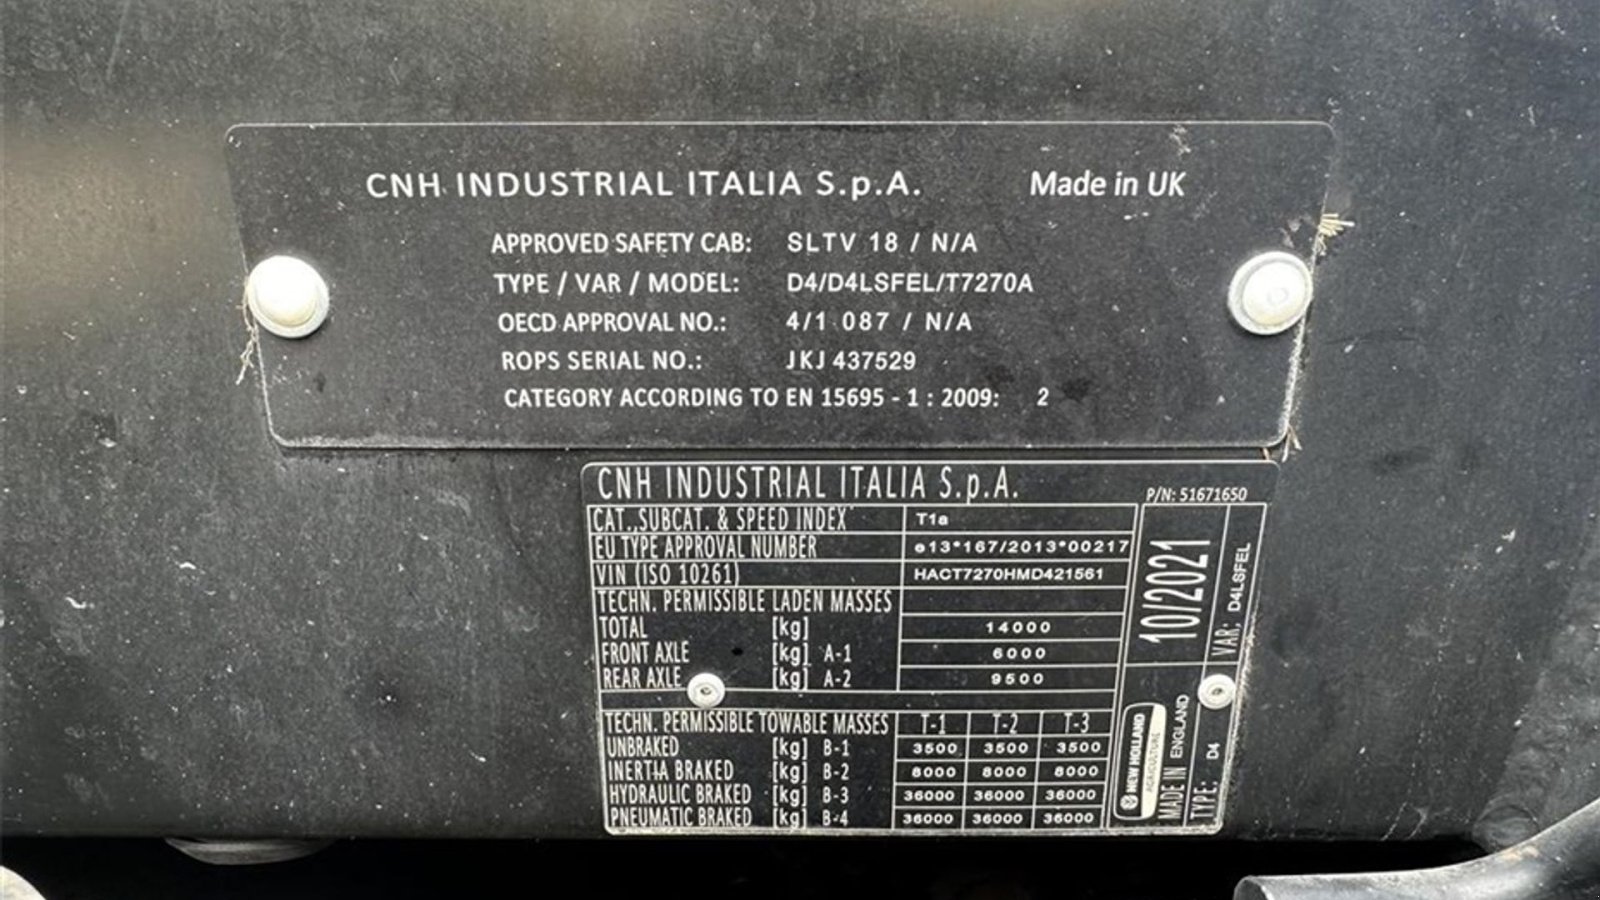 CNH INDUSTRIAL ITALIA S.p.A. Made in UK
APPROVED SAFETY CAB: SLTV 18 / N/A
TYPE / VAR / MODEL: D4/D4LSFEL/T7270A
OECD APPROVAL NO.: 4/1 087 / N/A
ROPS SERIAL NO.: JKJ 437529
CATEGORY ACCORDING TO EN 15695 - 1 : 2009: 2
CNH INDUSTRIAL ITALIA S.p.A. P/N: 51671650
CAT.,SUBCAT. & SPEED INDEX T1a
EU TYPE APPROVAL NUMBER e13*167/2013*00217
VIN (ISO 10261) HACT7270HMD421561
TECHN. PERMISSIBLE LADEN MASSES
TOTAL [kg] 14000
FRONT AXLE [kg] A-1 6000
REAR AXLE [kg] A-2 9500
TECHN. PERMISSIBLE TOWABLE MASSES T-1 T-2 T-3
UNBRAKED [kg] B-1 3500 3500 3500
INERTIA BRAKED [kg] B-2 8000 8000 8000
HYDRAULIC BRAKED [kg] B-3 36000 36000 36000
PNEUMATIC BRAKED [kg] B-4 36000 36000 36000
10/2021
NEW HOLLAND
AGRICULTURE
MADE IN ENGLAND
TYPE: D4
VAR: D4LSFEL